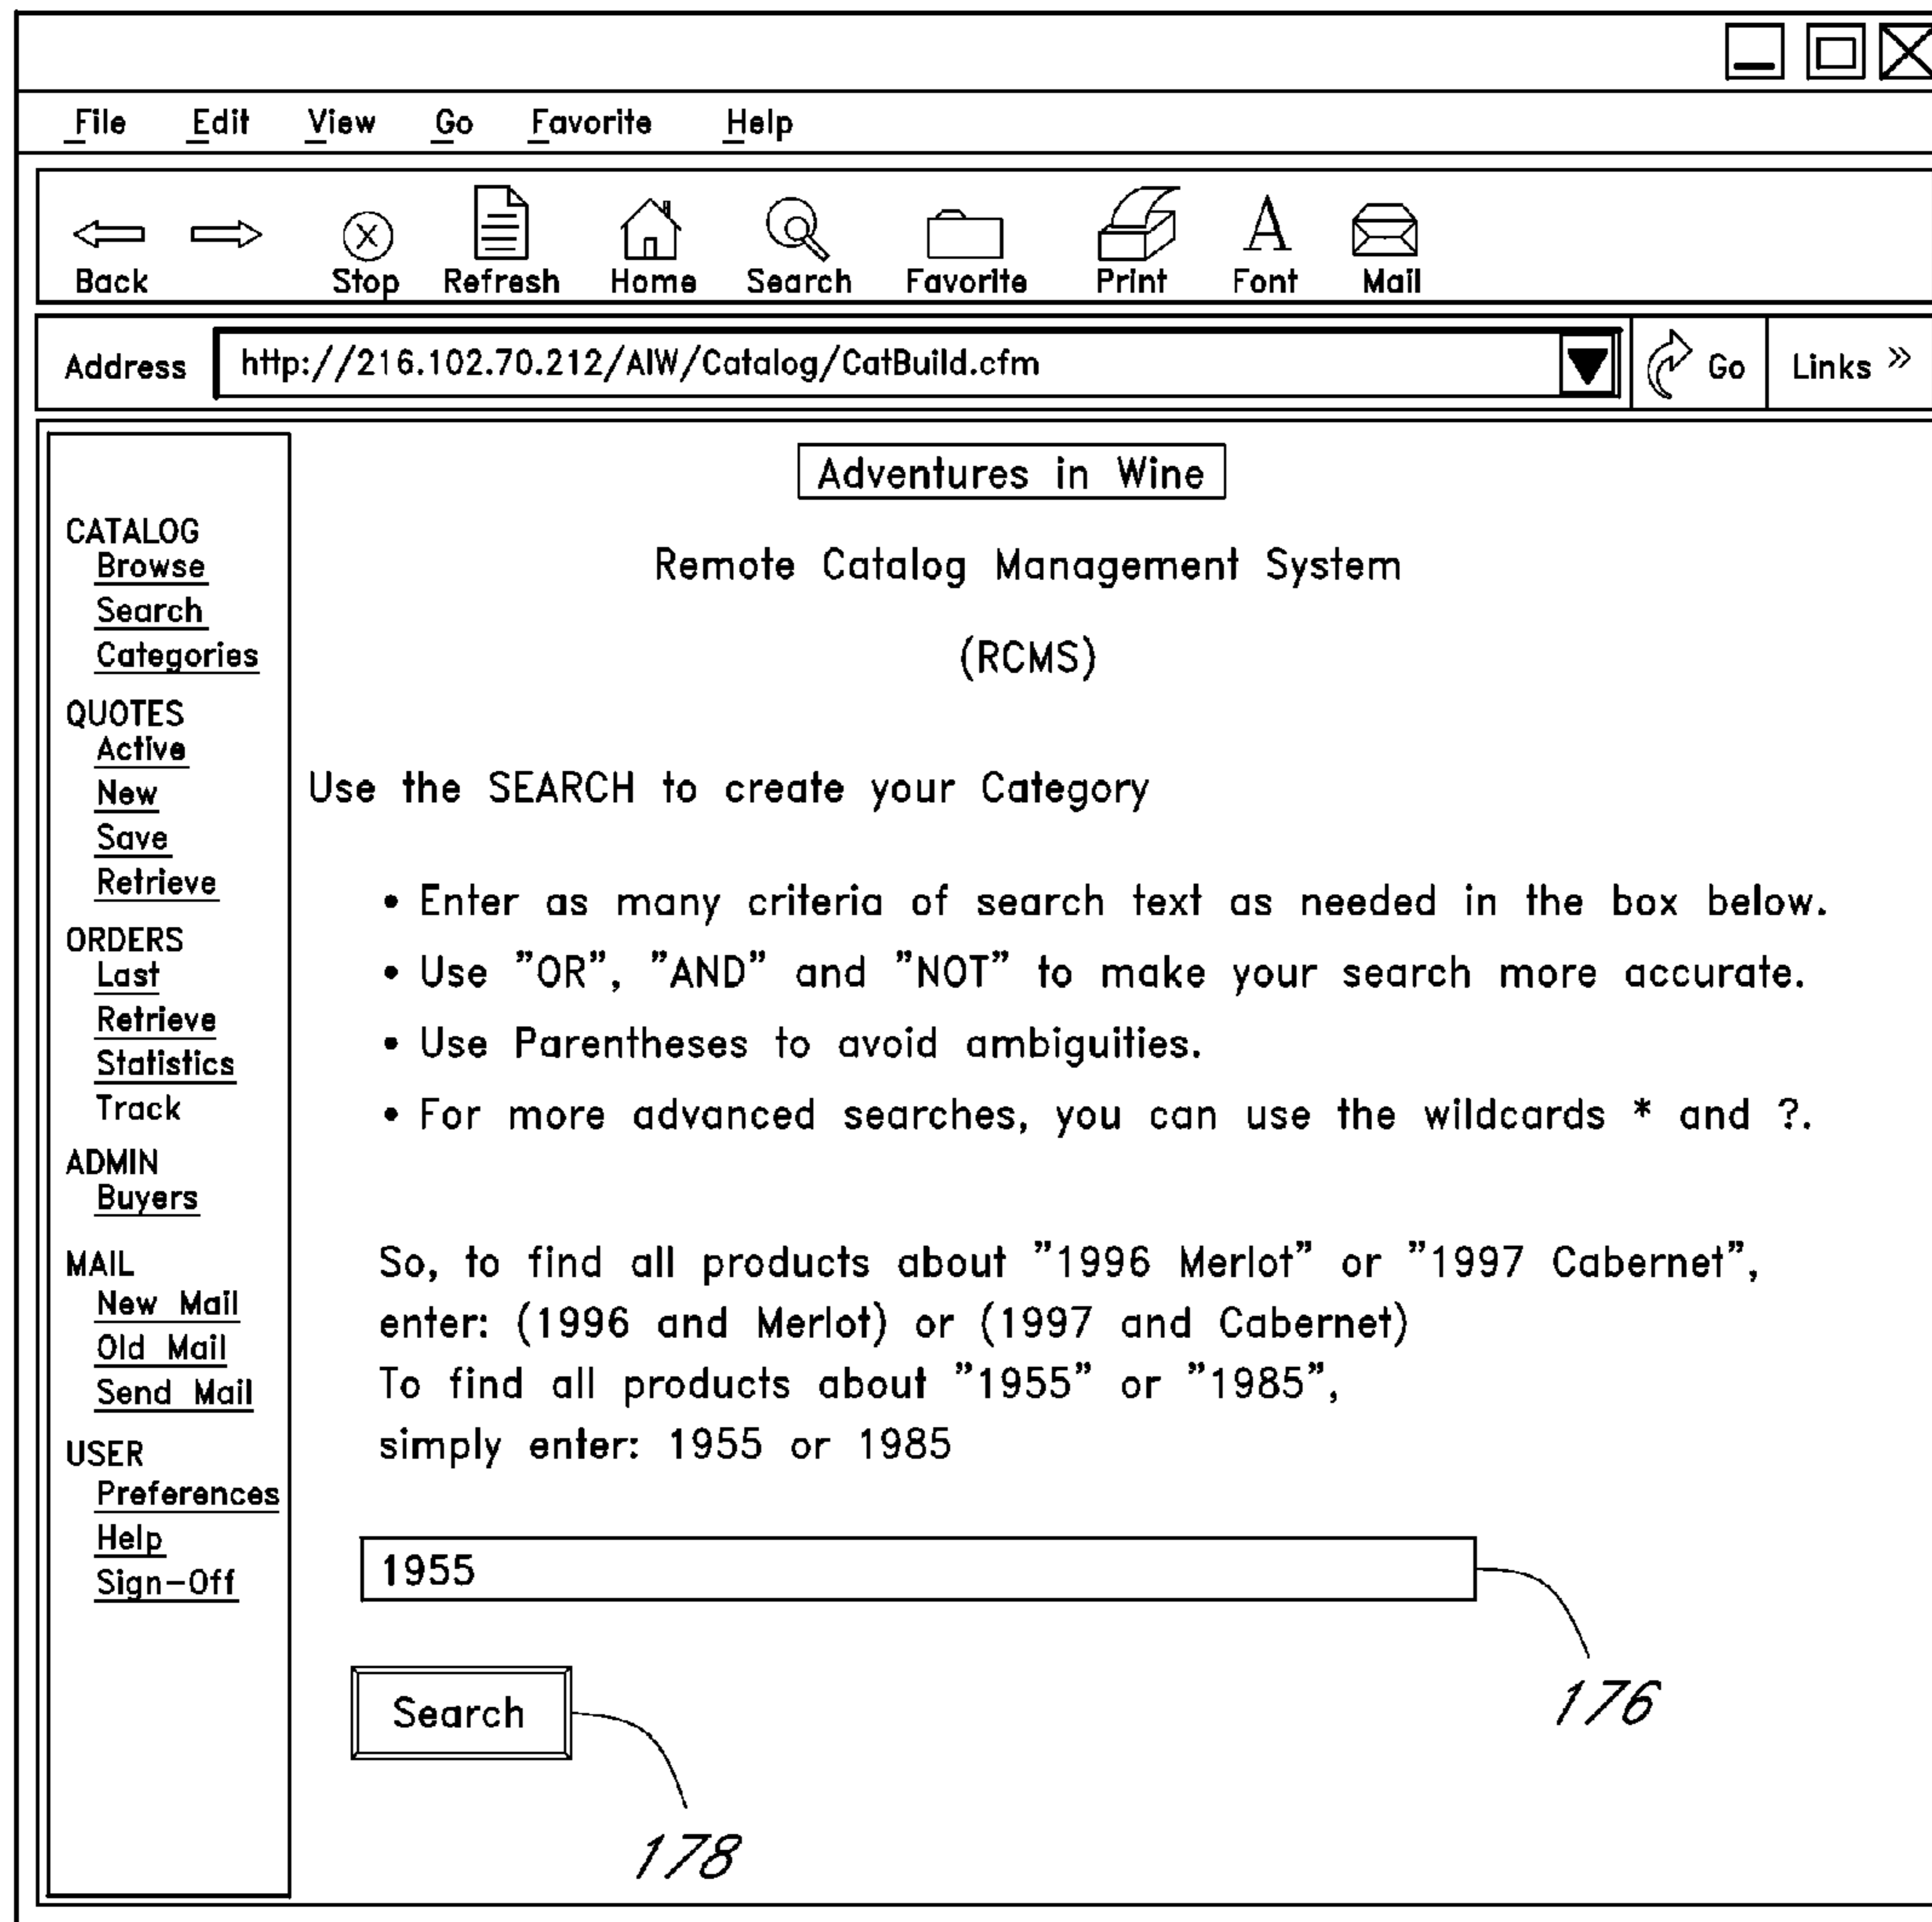 File Edit View Go Favorite Help
Back Stop Refresh Home Search Favorite Print Font Mail
Address http://216.102.70.212/AIW/Catalog/CatBuild.cfm Go Links »
CATALOG
Browse
Search
Categories
QUOTES
Active
New
Save
Retrieve
ORDERS
Last
Retrieve
Statistics
Track
ADMIN
Buyers
MAIL
New Mail
Old Mail
Send Mail
USER
Preferences
Help
Sign-Off
Adventures in Wine
Remote Catalog Management System
(RCMS)
Use the SEARCH to create your Category
• Enter as many criteria of search text as needed in the box below.
• Use "OR", "AND" and "NOT" to make your search more accurate.
• Use Parentheses to avoid ambiguities.
• For more advanced searches, you can use the wildcards * and ?.
So, to find all products about "1996 Merlot" or "1997 Cabernet",
enter: (1996 and Merlot) or (1997 and Cabernet)
To find all products about "1955" or "1985",
simply enter: 1955 or 1985
1955
176
Search
178